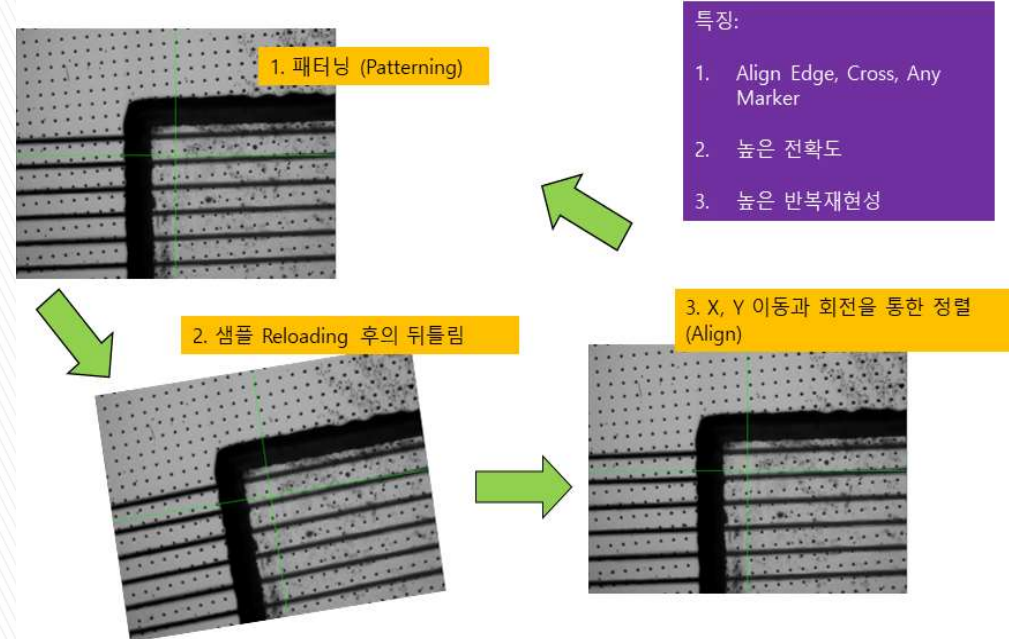 1. 패터닝 (Patterning)
특징:
1. Align Edge, Cross, Any
Marker
2. 높은 전확도
3. 높은 반복재현성
2. 샘플 Reloading 후의 뒤틀림
3. X, Y 이동과 회전을 통한 정렬
(Align)